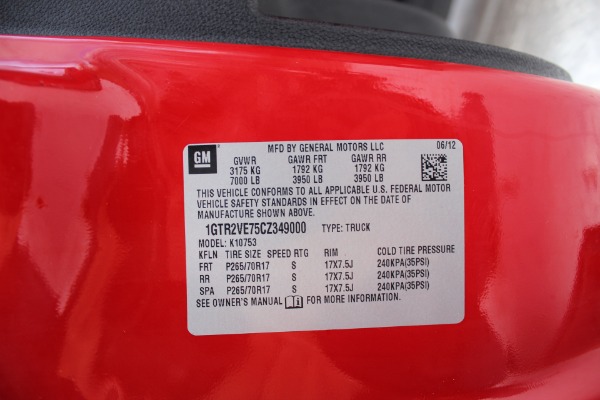 MFD BY GENERAL MOTORS LLC 06/12
GM GVWR GAWR FRT GAWR RR
3175 KG 1792 KG 1792 KG
7000 LB 3950 LB 3950 LB
THIS VEHICLE CONFORMS TO ALL APPLICABLE U.S. FEDERAL MOTOR
VEHICLE SAFETY STANDARDS IN EFFECT ON THE DATE OF
MANUFACTURE SHOWN ABOVE.
1GTR2VE75CZ349000 TYPE: TRUCK
MODEL: K10753
KFLN TIRE SIZE SPEED RTG RIM COLD TIRE PRESSURE
FRT P265/70R17 S 17X7.5J 240KPA(35PSI)
RR P265/70R17 S 17X7.5J 240KPA(35PSI)
SPA P265/70R17 S 17X7.5J 240KPA(35PSI)
SEE OWNER'S MANUAL i FOR MORE INFORMATION.